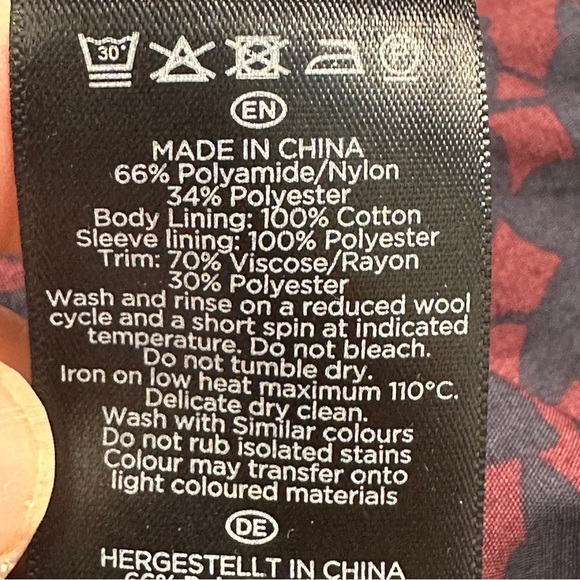 30°
EN
MADE IN CHINA
66% Polyamide/Nylon
34% Polyester
Body Lining: 100% Cotton
Sleeve lining: 100% Polyester
Trim: 70% Viscose/Rayon
30% Polyester
Wash and rinse on a reduced wool
cycle and a short spin at indicated
temperature. Do not bleach.
Do not tumble dry.
Iron on low heat maximum 110°C.
Delicate dry clean.
Wash with Similar colours
Do not rub isolated stains
Colour may transfer onto
light coloured materials
DE
HERGESTELLT IN CHINA
66%